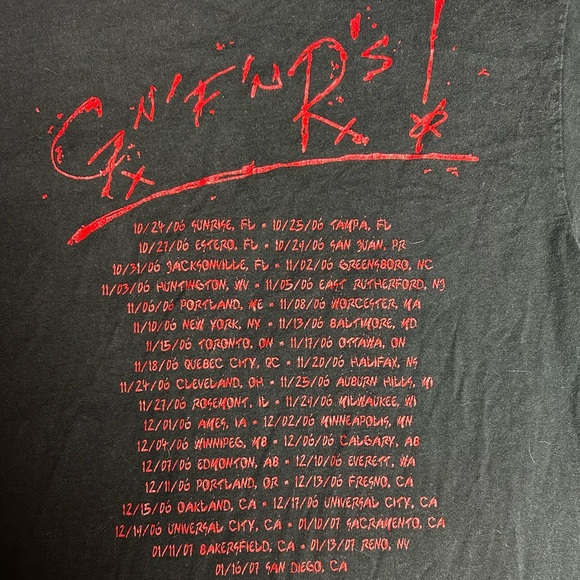 GN'F'NR'S!
10/24/06 SUNRISE, FL • 10/25/06 TAMPA, FL
10/27/06 ESTERO, FL • 10/29/06 SAN JUAN, PR
10/31/06 JACKSONVILLE, FL • 11/02/06 GREENSBORO, NC
11/03/06 HUNTINGTON, WV • 11/05/06 EAST RUTHERFORD, NJ
11/06/06 PORTLAND, ME • 11/08/06 WORCESTER, MA
11/10/06 NEW YORK, NY • 11/13/06 BALTIMORE, MD
11/15/06 TORONTO, ON • 11/17/06 OTTAWA, ON
11/18/06 QUEBEC CITY, QC • 11/20/06 HALIFAX, NS
11/24/06 CLEVELAND, OH • 11/25/06 AUBURN HILLS, MI
11/27/06 ROSEMONT, IL • 11/29/06 MILWAUKEE, WI
12/01/06 AMES, IA • 12/02/06 MINNEAPOLIS, MN
12/04/06 WINNIPEG, MB • 12/06/06 CALGARY, AB
12/07/06 EDMONTON, AB • 12/10/06 EVERETT, WA
12/11/06 PORTLAND, OR • 12/13/06 FRESNO, CA
12/15/06 OAKLAND, CA • 12/17/06 UNIVERSAL CITY, CA
12/19/06 UNIVERSAL CITY, CA • 01/10/07 SACRAMENTO, CA
01/11/07 BAKERSFIELD, CA • 01/13/07 RENO, NV
01/16/07 SAN DIEGO, CA